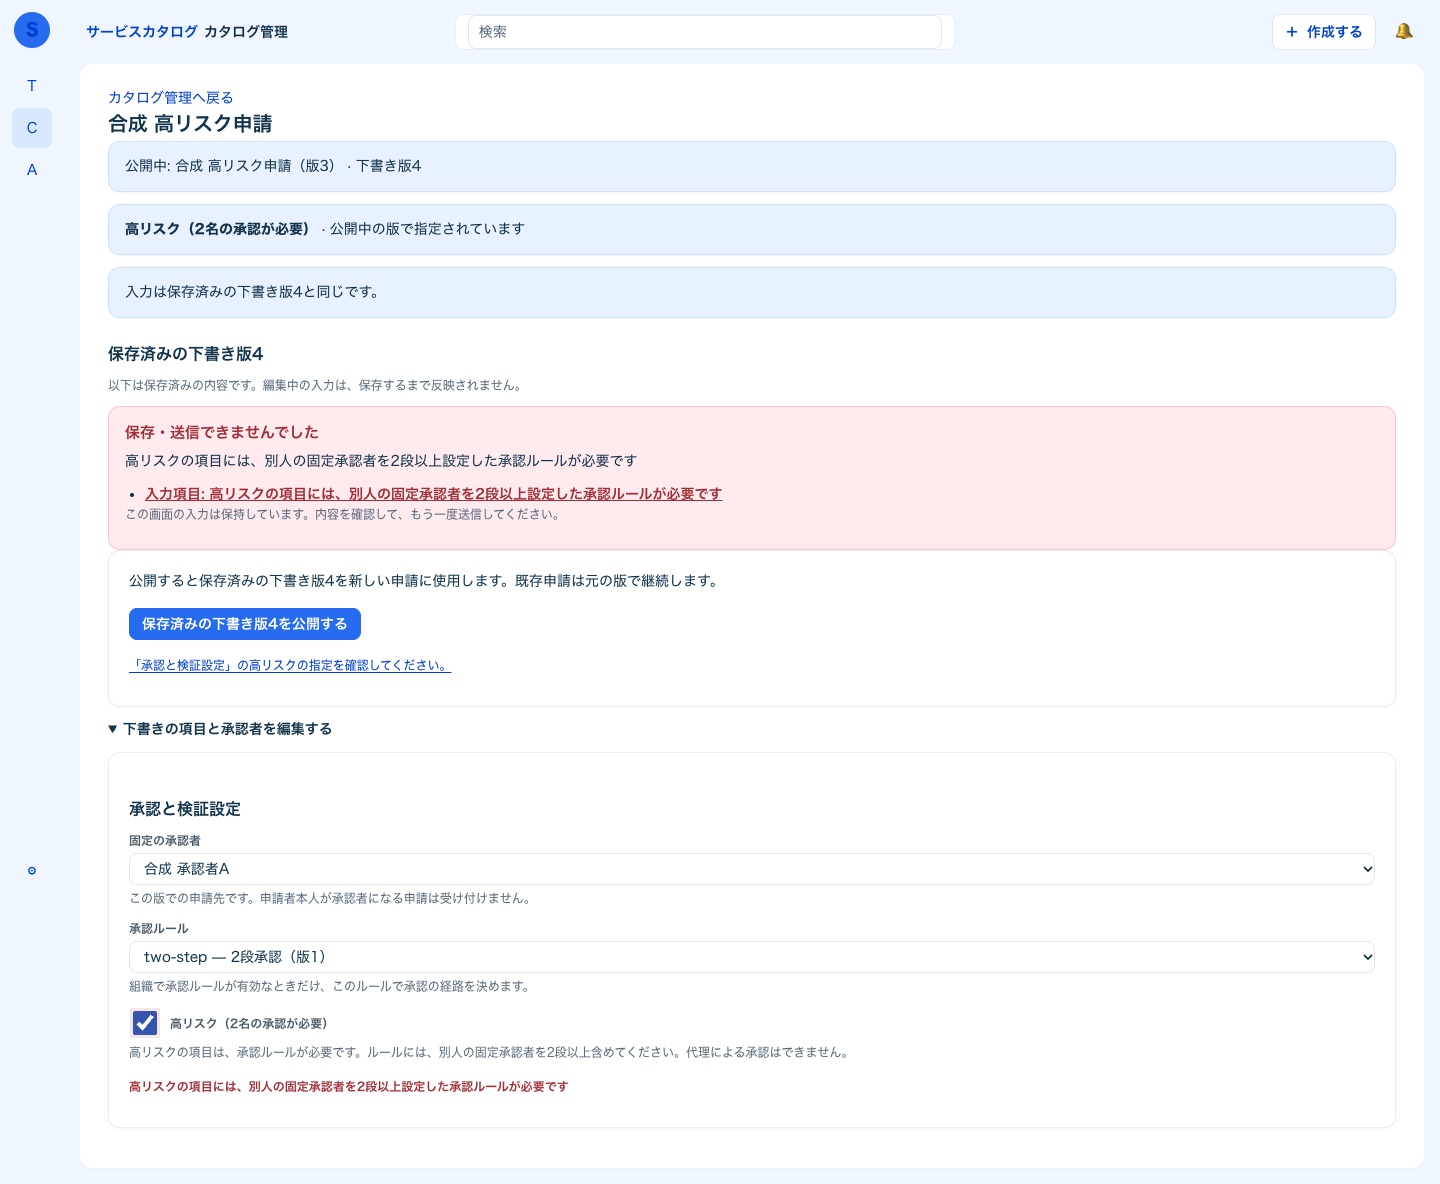 S
サービスカタログ カタログ管理
検索
+ 作成する
T
C
A
カタログ管理へ戻る
合成 高リスク申請
公開中: 合成 高リスク申請（版3） · 下書き版4
高リスク（2名の承認が必要） · 公開中の版で指定されています
入力は保存済みの下書き版4と同じです。
保存済みの下書き版4
以下は保存済みの内容です。編集中の入力は、保存するまで反映されません。
保存・送信できませんでした
高リスクの項目には、別人の固定承認者を2段以上設定した承認ルールが必要です
• 入力項目: 高リスクの項目には、別人の固定承認者を2段以上設定した承認ルールが必要です
この画面の入力は保持しています。内容を確認して、もう一度送信してください。
公開すると保存済みの下書き版4を新しい申請に使用します。既存申請は元の版で継続します。
保存済みの下書き版4を公開する
「承認と検証設定」の高リスクの指定を確認してください。
▼ 下書きの項目と承認者を編集する
承認と検証設定
固定の承認者
合成 承認者A
この版での申請先です。申請者本人が承認者になる申請は受け付けません。
承認ルール
two-step — 2段承認（版1）
組織で承認ルールが有効なときだけ、このルールで承認の経路を決めます。
高リスク（2名の承認が必要）
高リスクの項目は、承認ルールが必要です。ルールには、別人の固定承認者を2段以上含めてください。代理による承認はできません。
高リスクの項目には、別人の固定承認者を2段以上設定した承認ルールが必要です